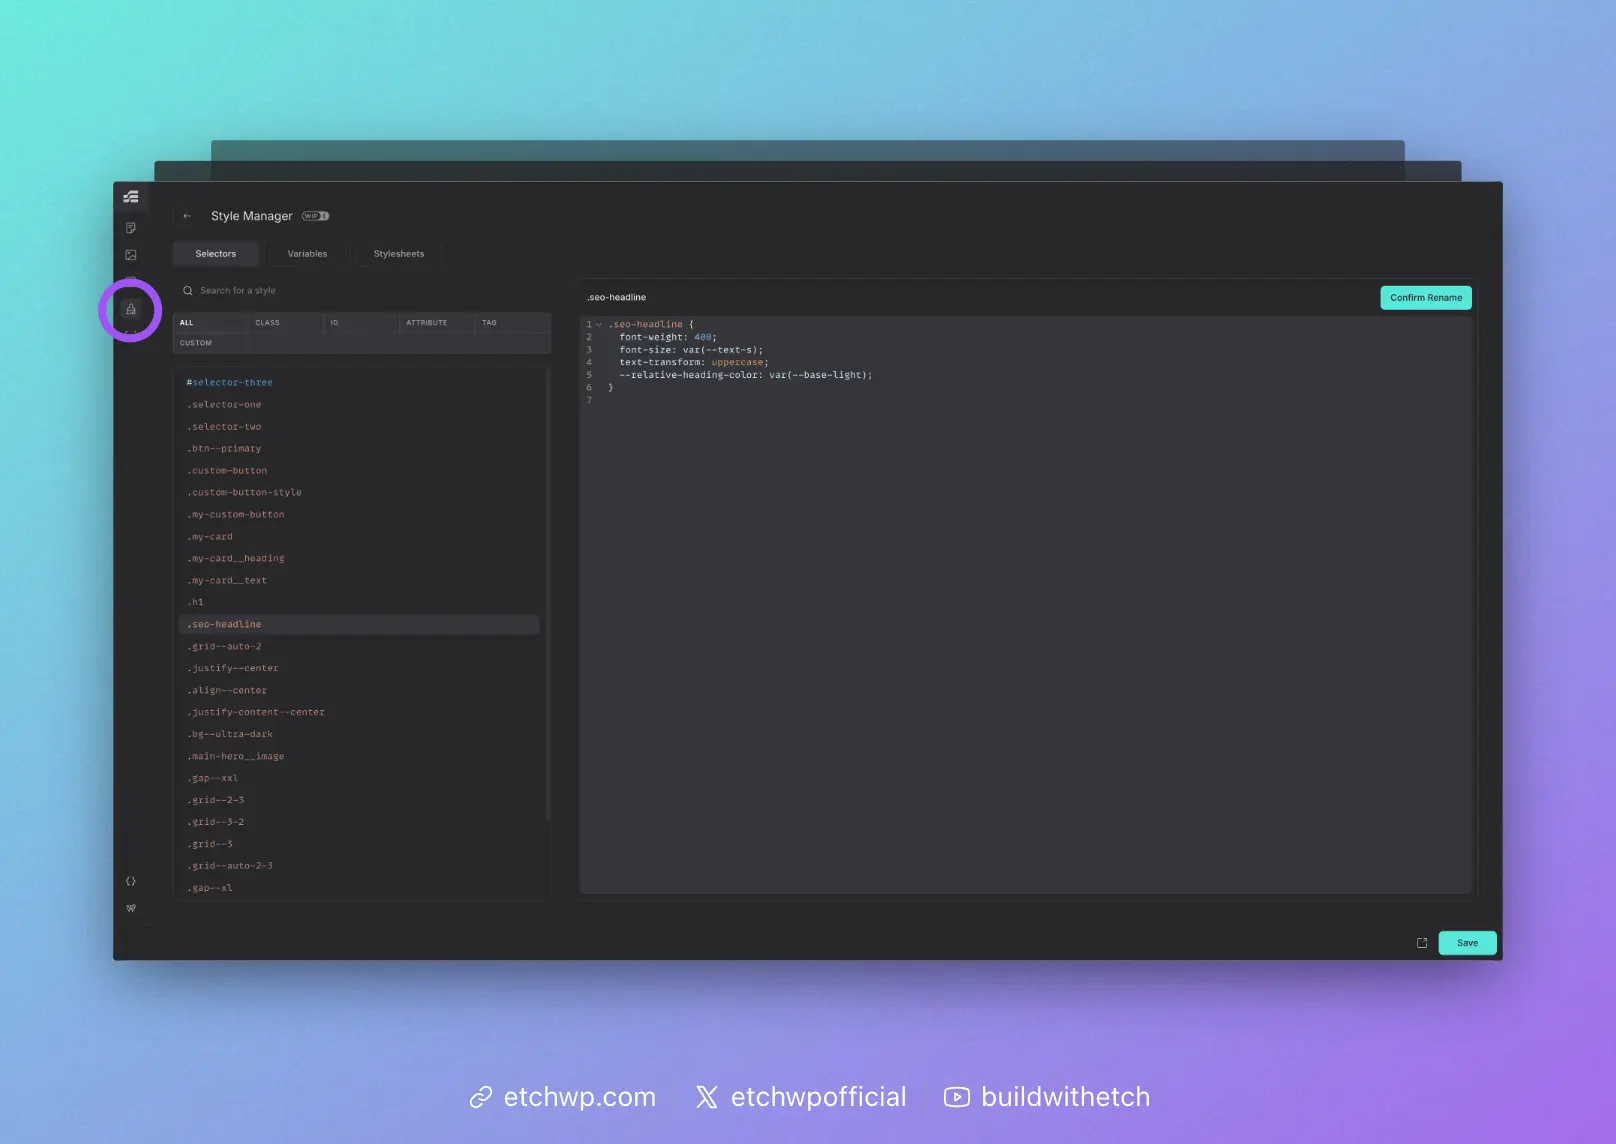 Style Manager WIP
Selectors Variables Stylesheets
Search for a style
ALL CLASS ID ATTRIBUTE TAG
CUSTOM
#selector-three
.selector-one
.selector-two
.btn--primary
.custom-button
.custom-button-style
.my-custom-button
.my-card
.my-card__heading
.my-card__text
.h1
.seo-headline
.grid--auto-2
.justify--center
.align--center
.justify-content--center
.bg--ultra-dark
.main-hero__image
.gap--xxl
.grid--2-3
.grid--3-2
.grid--3
.grid--auto-2-3
.gap--xl
.seo-headline
Confirm Rename
1 .seo-headline {
2 font-weight: 400;
3 font-size: var(--text-s);
4 text-transform: uppercase;
5 --relative-heading-color: var(--base-light);
6 }
7
Save
etchwp.com etchwpofficial buildwithetch